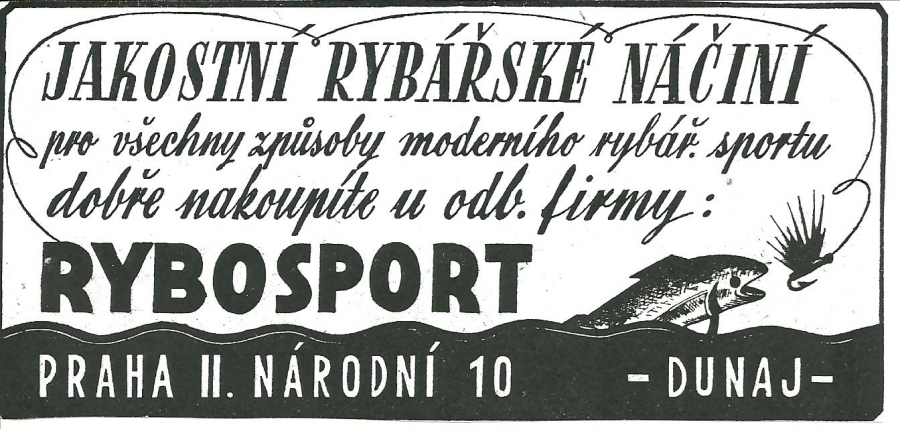 JAKOSTNÍ RYBÁŘSKÉ NÁČINÍ
pro všechny způsoby moderního rybář. sportu
dobře nakoupíte u odb. firmy:
RYBOSPORT
PRAHA II. NÁRODNÍ 10 - DUNAJ -